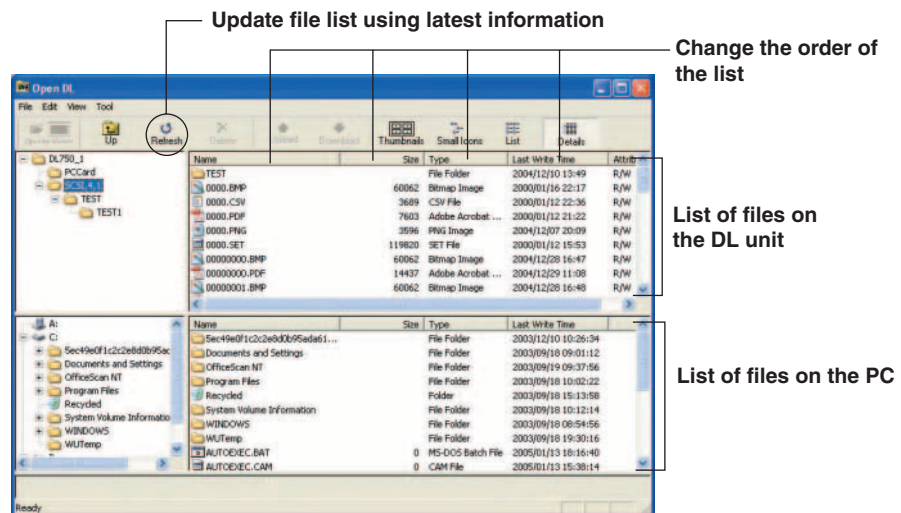 Update file list using latest information
Change the order of
the list
Open DL
File Edit View Tool
Up Refresh Delete Upload Download Thumbnails Small Icons List Details
DL750_1
PCCard
SCSI,4,1
TEST
TEST1
Name Size Type Last Write Time Attrib
TEST File Folder 2004/12/10 13:49 R/W
0000.BMP 60062 Bitmap Image 2000/01/16 22:17 R/W
0000.CSV 3689 CSV File 2000/01/12 22:36 R/W
0000.PDF 7603 Adobe Acrobat ... 2000/01/12 21:22 R/W
0000.PNG 3596 PNG Image 2004/12/07 20:09 R/W
0000.SET 119820 SET File 2000/01/12 15:53 R/W
00000000.BMP 60062 Bitmap Image 2004/12/28 16:47 R/W
00000000.PDF 14437 Adobe Acrobat ... 2004/12/29 11:08 R/W
00000001.BMP 60062 Bitmap Image 2004/12/28 16:48 R/W
List of files on
the DL unit
A:
C:
5ec49e0f1c2c2e8d0b95ac
Documents and Settings
OfficeScan NT
Program Files
Recycled
System Volume Informatio
WINDOWS
WUTemp
Name Size Type Last Write Time
5ec49e0f1c2c2e8d0b95ada61... File Folder 2003/12/10 10:26:34
Documents and Settings File Folder 2003/09/18 09:01:12
OfficeScan NT File Folder 2003/09/19 09:37:56
Program Files File Folder 2003/09/18 10:02:22
Recycled Folder 2003/09/18 15:13:58
System Volume Information File Folder 2003/09/18 10:12:14
WINDOWS File Folder 2003/09/18 08:54:56
WUTemp File Folder 2003/09/18 19:30:16
AUTOEXEC.BAT 0 MS-DOS Batch File 2005/01/13 18:16:40
AUTOEXEC.CAM 0 CAM File 2005/01/13 15:38:14
List of files on the PC
Ready